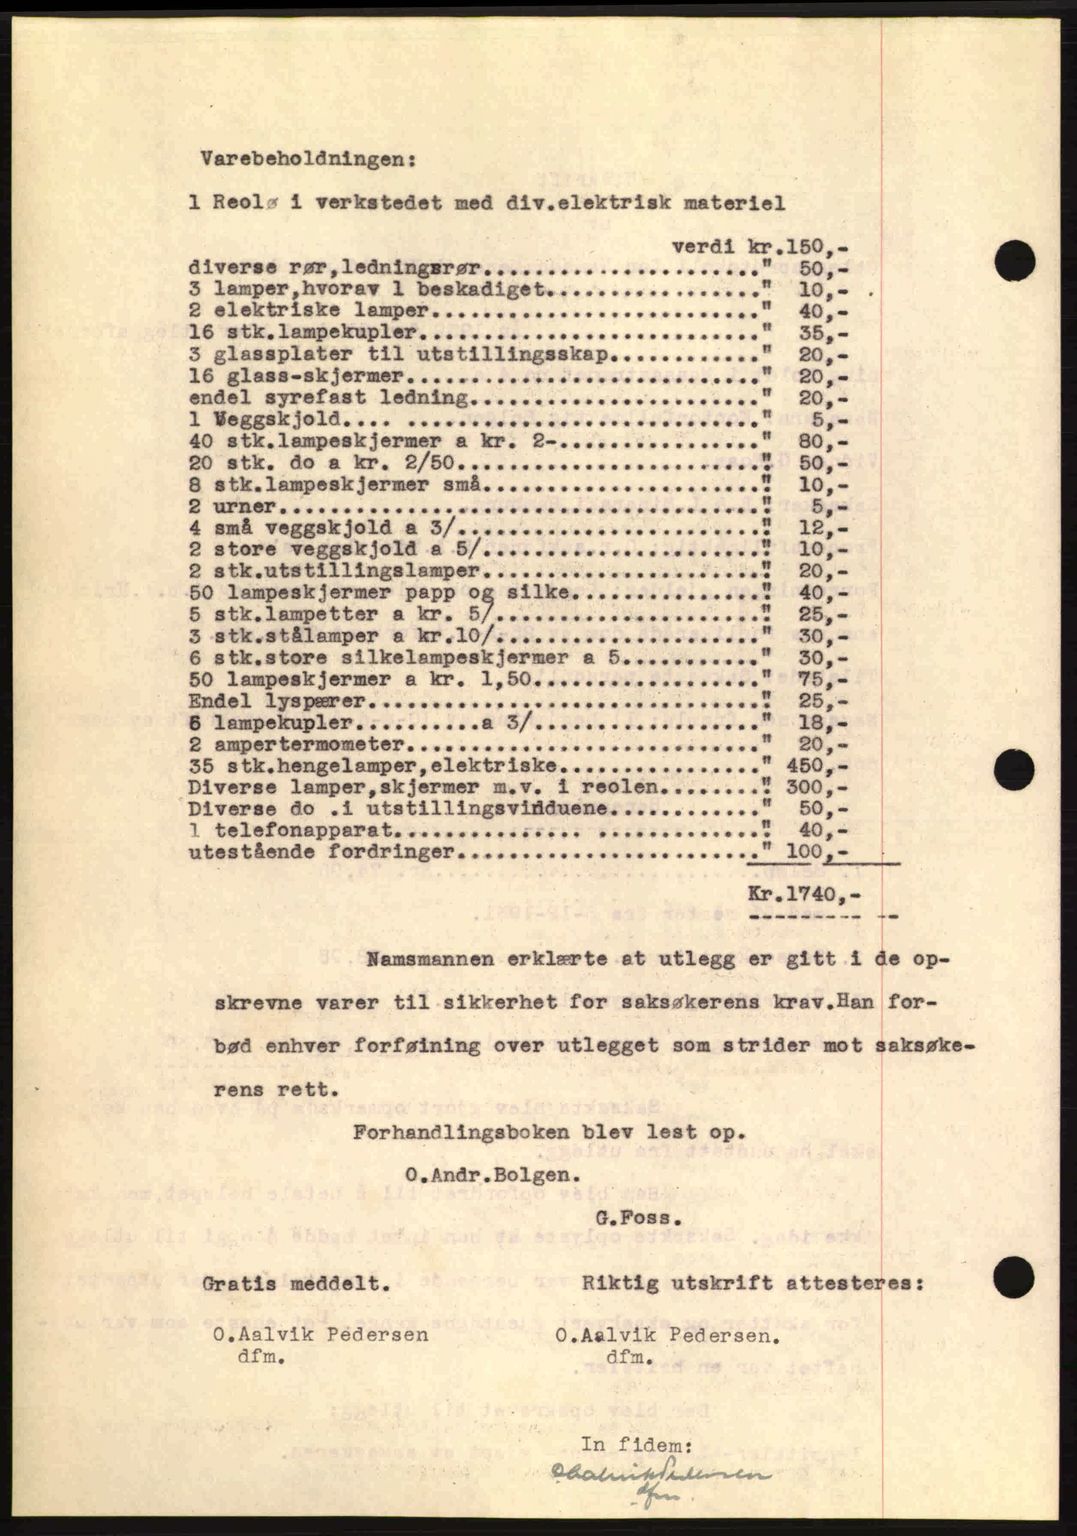 Varebeholdningen:
1 Reolø i verkstedet med div.elektrisk materiel
verdi kr.150,-
diverse rør,ledningsrør......................" 50,-
3 lamper,hvorav 1 beskadiget................." 10,-
2 elektriske lamper.........................." 40,-
16 stk.lampekupler..........................." 35,-
3 glassplater til utstillingsskap............" 20,-
16 glass-skjermer............................" 20,-
endel syrefast ledning......................." 20,-
1 Veggskjold.... ............................" 5,-
40 stk.lampeskjermer a kr. 2-................" 80,-
20 stk. do a kr. 2/50........................" 50,-
8 stk.lampeskjermer små......................" 10,-
2 urner......................................" 5,-
4 små veggskjold a 3/........................" 12,-
2 store veggskjold a 5/......................" 10,-
2 stk.utstillingslamper......................" 20,-
50 lampeskjermer papp og silke..............." 40,-
5 stk.lampetter a kr. 5/....................." 25,-
3 stk.stålamper a kr.10/....................." 30,-
6 stk.store silkelampeskjermer a 5..........." 30,-
50 lampeskjermer a kr. 1,50.................." 75,-
Endel lyspærer..............................." 25,-
6 lampekupler..........a 3/.................." 18,-
2 ampertermometer............................" 20,-
35 stk.hengelamper,elektriske................" 450,-
Diverse lamper,skjermer m.v. i reolen........" 300,-
Diverse do .i utstillingsvinduene............" 50,-
1 telefonapparat............... ............." 40,-
utestående fordringer........................" 100,-
Kr.1740,-
Namsmannen erklærte at utlegg er gitt i de op-
skrevne varer til sikkerhet for saksøkerens krav.Han for-
bød enhver forføining over utlegget som strider mot saksøke-
rens rett.
Forhandlingsboken blev lest op.
O.Andr.Bolgen.
G.Foss.
Gratis meddelt. Riktig utskrift attesteres:
O.Aalvik Pedersen O.Aalvik Pedersen.
dfm. dfm.
In fidem:
OAalvik Pedersen
dfm.